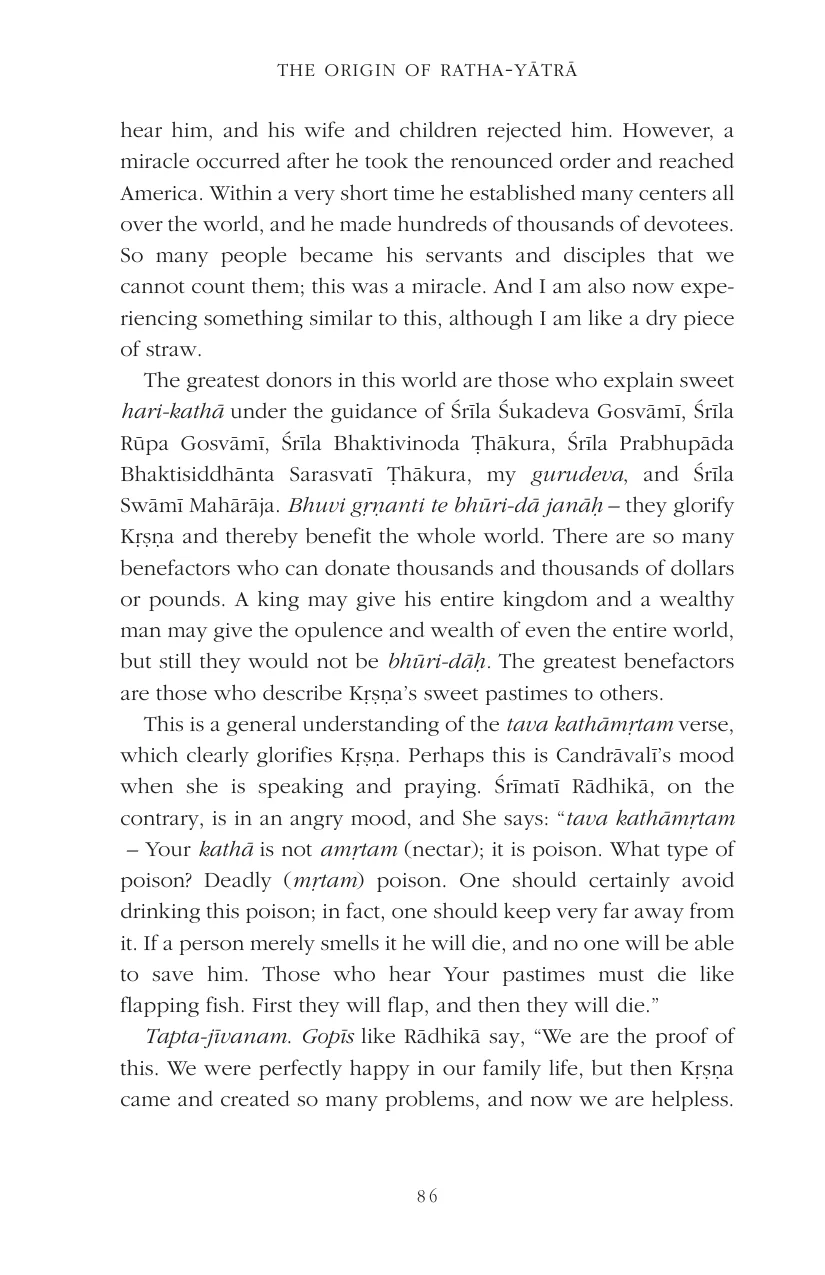 THE ORIGIN OF RATHA-YĀTRĀ
hear him, and his wife and children rejected him. However, a
miracle occurred after he took the renounced order and reached
America. Within a very short time he established many centers all
over the world, and he made hundreds of thousands of devotees.
So many people became his servants and disciples that we
cannot count them; this was a miracle. And I am also now expe-
riencing something similar to this, although I am like a dry piece
of straw.
The greatest donors in this world are those who explain sweet
hari-kathā under the guidance of Śrīla Śukadeva Gosvāmī, Śrīla
Rūpa Gosvāmī, Śrīla Bhaktivinoda Ṭhākura, Śrīla Prabhupāda
Bhaktisiddhānta Sarasvatī Ṭhākura, my gurudeva, and Śrīla
Swāmī Mahārāja. Bhuvi gṛṇanti te bhūri-dā janāḥ – they glorify
Kṛṣṇa and thereby benefit the whole world. There are so many
benefactors who can donate thousands and thousands of dollars
or pounds. A king may give his entire kingdom and a wealthy
man may give the opulence and wealth of even the entire world,
but still they would not be bhūri-dāḥ. The greatest benefactors
are those who describe Kṛṣṇa's sweet pastimes to others.
This is a general understanding of the tava kathāmṛtam verse,
which clearly glorifies Kṛṣṇa. Perhaps this is Candrāvalī's mood
when she is speaking and praying. Śrīmatī Rādhikā, on the
contrary, is in an angry mood, and She says: “tava kathāmṛtam
– Your kathā is not amṛtam (nectar); it is poison. What type of
poison? Deadly (mṛtam) poison. One should certainly avoid
drinking this poison; in fact, one should keep very far away from
it. If a person merely smells it he will die, and no one will be able
to save him. Those who hear Your pastimes must die like
flapping fish. First they will flap, and then they will die.”
Tapta-jīvanam. Gopīs like Rādhikā say, “We are the proof of
this. We were perfectly happy in our family life, but then Kṛṣṇa
came and created so many problems, and now we are helpless.
86